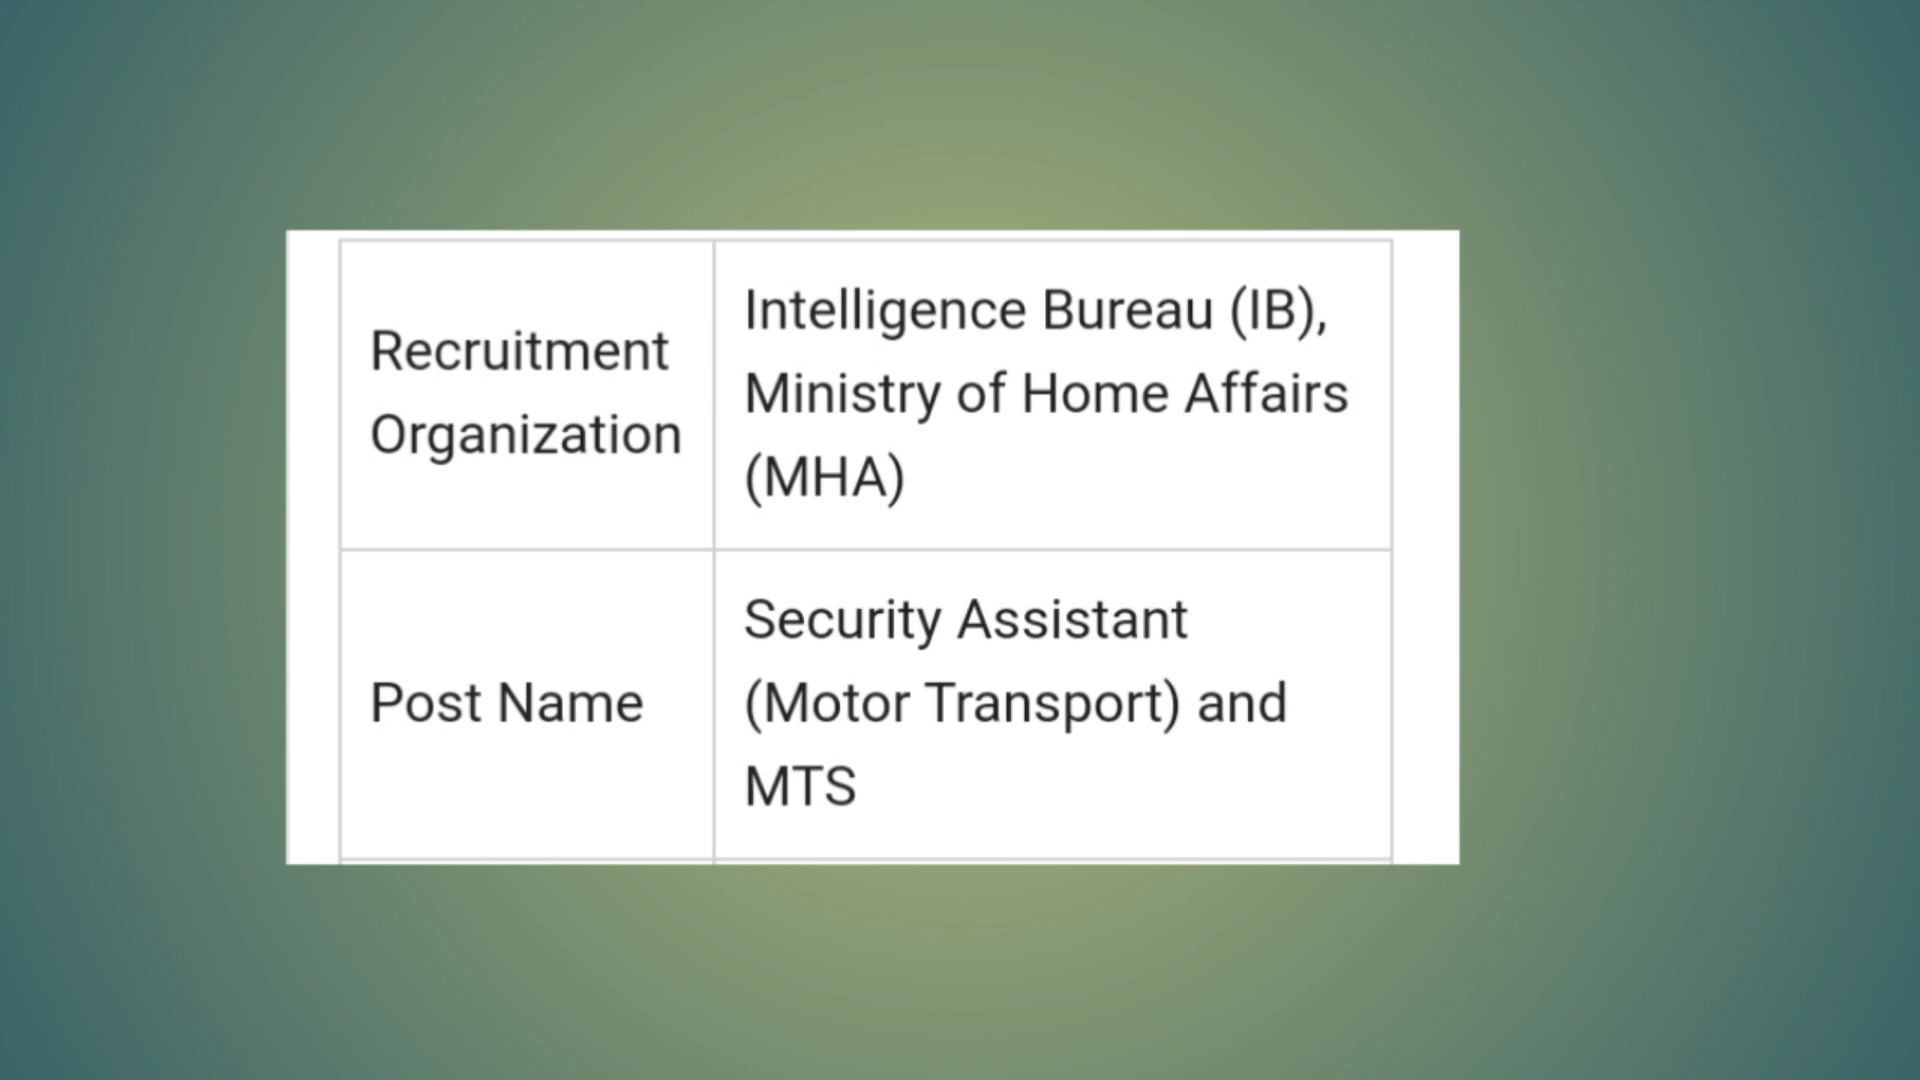 Recruitment
Organization
Intelligence Bureau (IB),
Ministry of Home Affairs
(MHA)
Post Name
Security Assistant
(Motor Transport) and
MTS